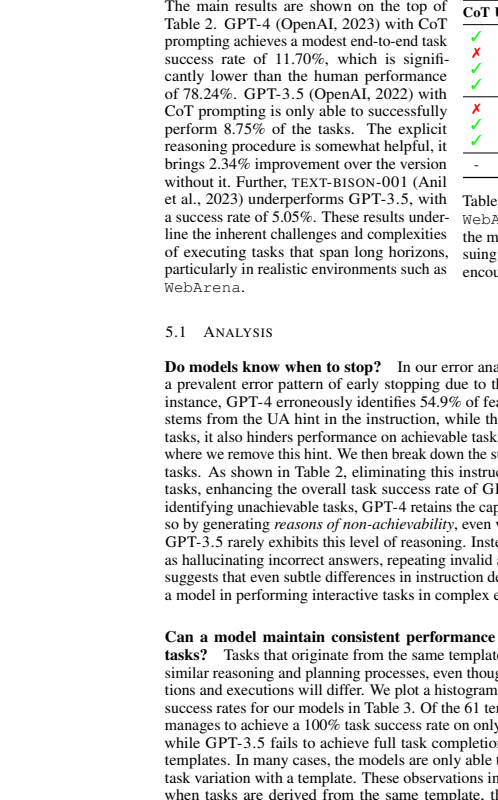 The main results are shown on the top of
Table 2. GPT-4 (OpenAI, 2023) with CoT
prompting achieves a modest end-to-end task
success rate of 11.70%, which is signifi-
cantly lower than the human performance
of 78.24%. GPT-3.5 (OpenAI, 2022) with
CoT prompting is only able to successfully
perform 8.75% of the tasks. The explicit
reasoning procedure is somewhat helpful, it
brings 2.34% improvement over the version
without it. Further, TEXT-BISON-001 (Anil
et al., 2023) underperforms GPT-3.5, with
a success rate of 5.05%. These results under-
line the inherent challenges and complexities
of executing tasks that span long horizons,
particularly in realistic environments such as
WebArena.
CoT U
✓
✗
✓
✓
✗
✓
✓
-
Table
WebA
the m
suing
encou
5.1 ANALYSIS
Do models know when to stop? In our error ana
a prevalent error pattern of early stopping due to th
instance, GPT-4 erroneously identifies 54.9% of fea
stems from the UA hint in the instruction, while th
tasks, it also hinders performance on achievable task
where we remove this hint. We then break down the su
tasks. As shown in Table 2, eliminating this instruc
tasks, enhancing the overall task success rate of GP
identifying unachievable tasks, GPT-4 retains the cap
so by generating reasons of non-achievability, even w
GPT-3.5 rarely exhibits this level of reasoning. Inste
as hallucinating incorrect answers, repeating invalid a
suggests that even subtle differences in instruction de
a model in performing interactive tasks in complex e
Can a model maintain consistent performance
tasks? Tasks that originate from the same template
similar reasoning and planning processes, even thoug
tions and executions will differ. We plot a histogram
success rates for our models in Table 3. Of the 61 ten
manages to achieve a 100% task success rate on only
while GPT-3.5 fails to achieve full task completion
templates. In many cases, the models are only able t
task variation with a template. These observations in
when tasks are derived from the same template, th